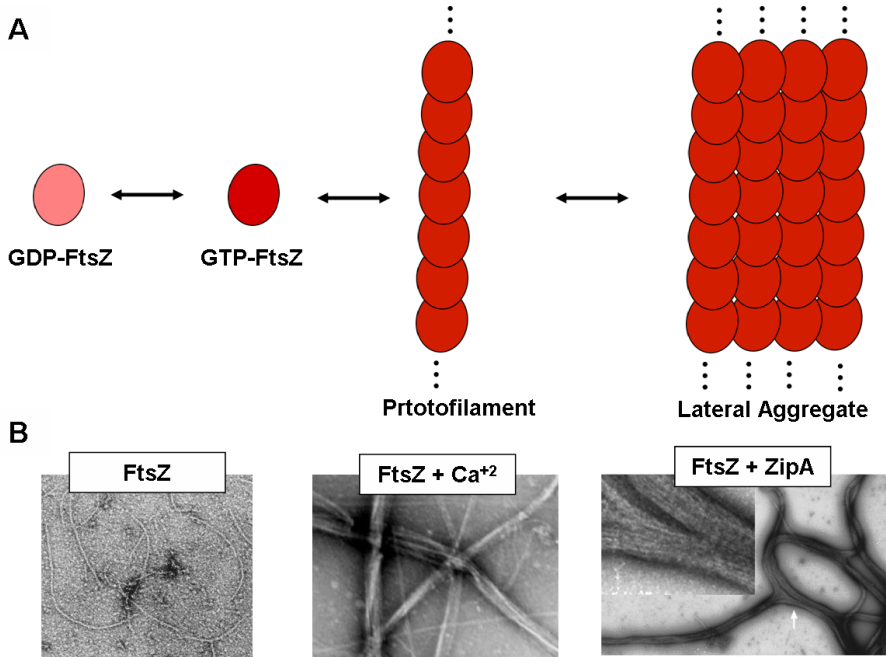 A
GDP-FtsZ
GTP-FtsZ
Prtotofilament
Lateral Aggregate
B
FtsZ
FtsZ + Ca+2
FtsZ + ZipA